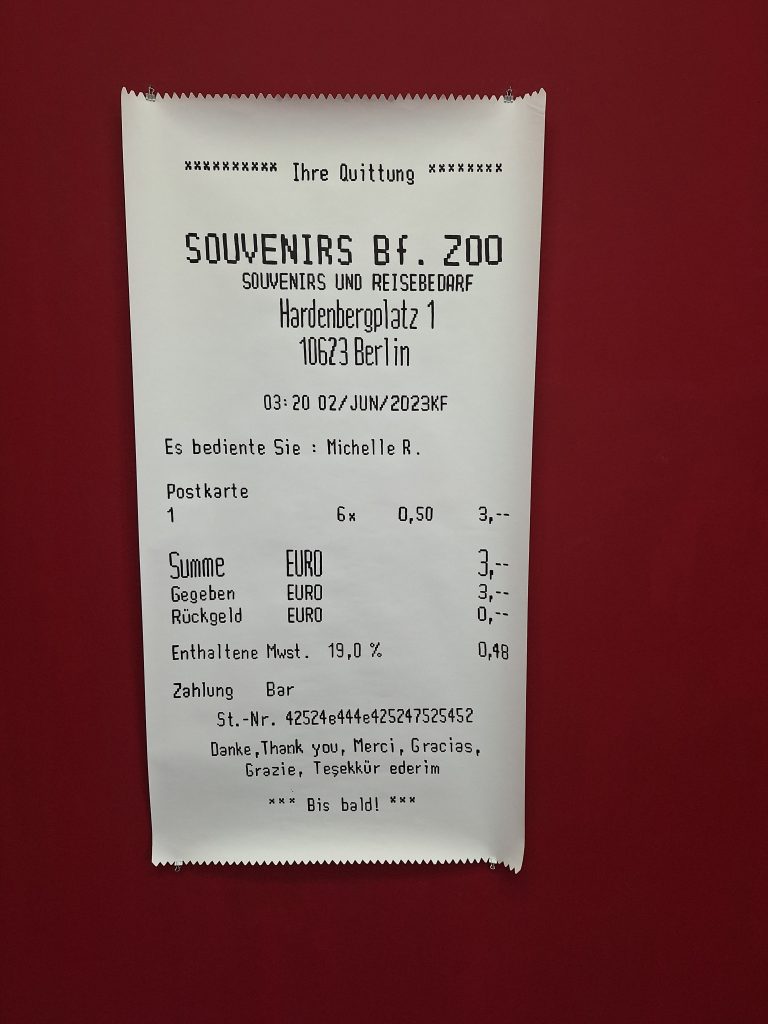 ********** Ihre Quittung ********
SOUVENIRS Bf. ZOO
SOUVENIRS UND REISEBEDARF
Hardenbergplatz 1
10623 Berlin
03:20 02/JUN/2023KF
Es bediente Sie : Michelle R.
Postkarte
1 6x 0,50 3,--
Summe EURO 3,--
Gegeben EURO 3,--
Rückgeld EURO 0,--
Enthaltene Mwst. 19,0 % 0,48
Zahlung Bar
St.-Nr. 42524e444e425247525452
Danke,Thank you, Merci, Gracias,
Grazie, Teşekkür ederim
*** Bis bald! ***